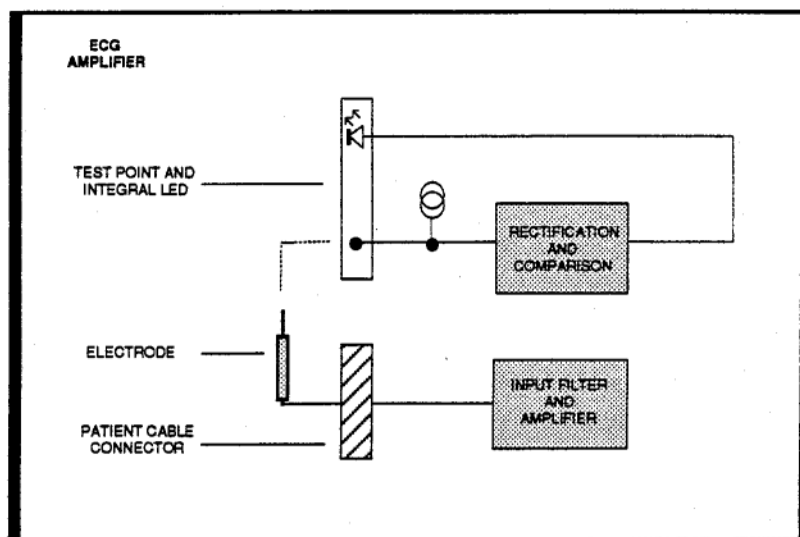 ECG
AMPLIFIER
TEST POINT AND
INTEGRAL LED
RECTIFICATION
AND
COMPARISON
ELECTRODE
INPUT FILTER
AND
AMPLIFIER
PATIENT CABLE
CONNECTOR